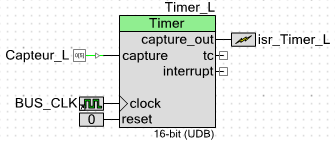 Timer_L
Timer
capture_out
isr_Timer_L
Capteur_L
capture
tc
interrupt
BUS_CLK
clock
0
reset
16-bit (UDB)